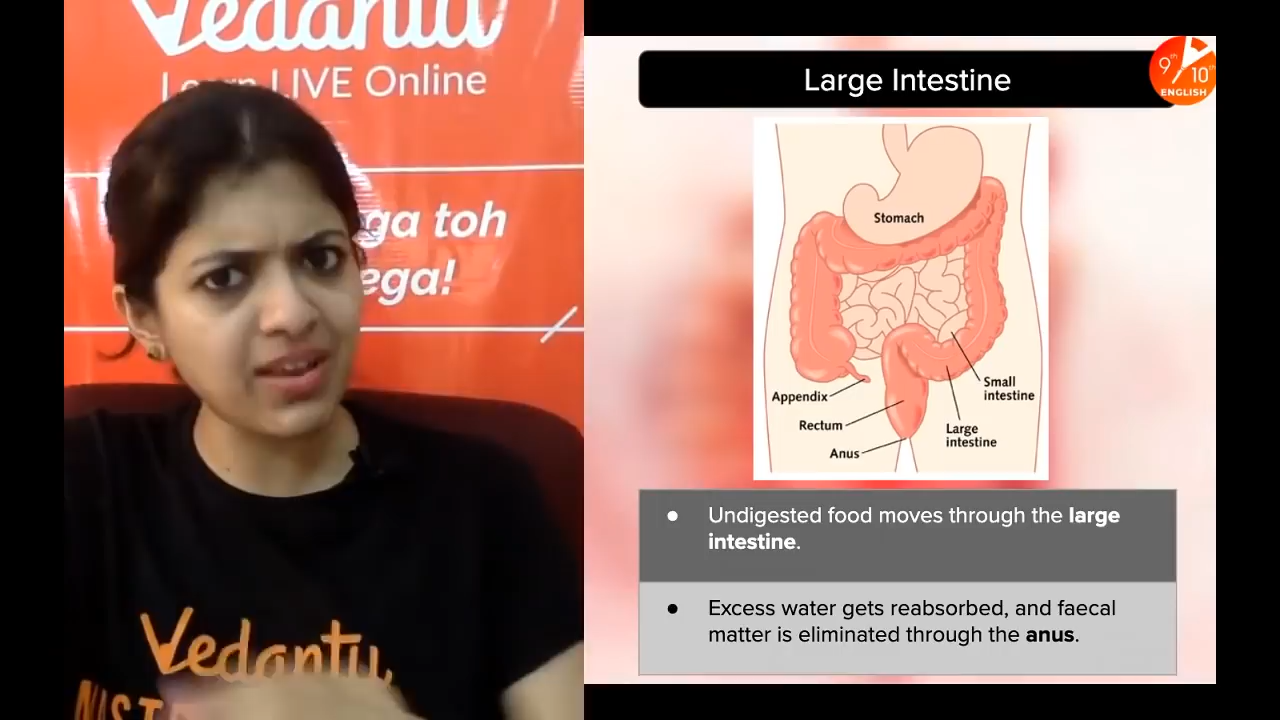 Vedantu
Learn LIVE Online
ga toh
ega!
Vedantu
Large Intestine
9th
10th
ENGLISH
Stomach
Appendix
Rectum
Anus
Small
intestine
Large
intestine
● Undigested food moves through the large
intestine.
● Excess water gets reabsorbed, and faecal
matter is eliminated through the anus.